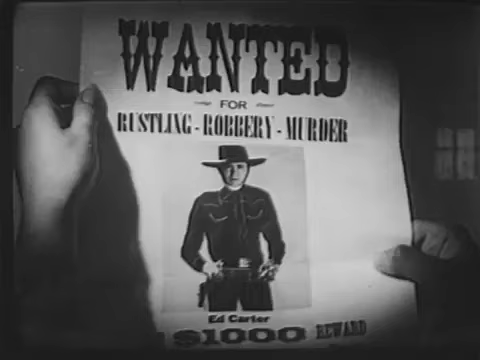 WANTED
FOR
RUSTLING - ROBBERY - MURDER
Ed Carter
$1000 REWARD